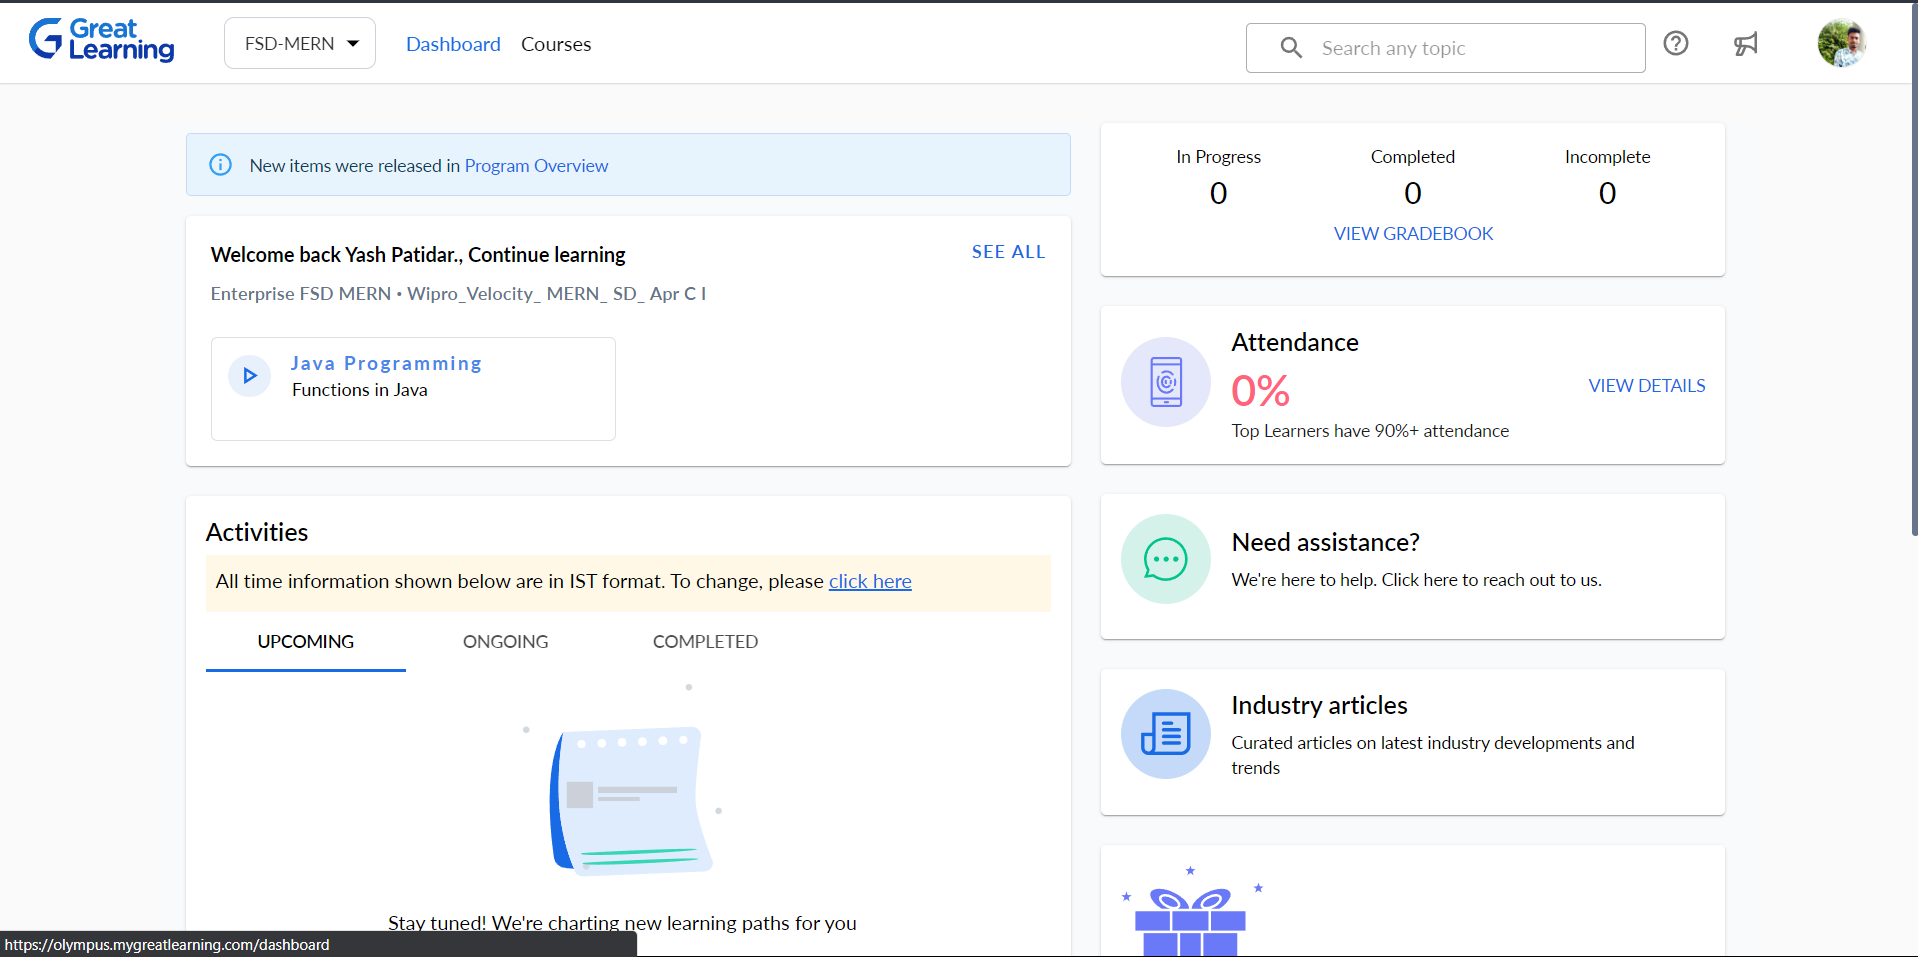 Great
Learning
FSD-MERN
Dashboard
Courses
Search any topic
New items were released in Program Overview
Welcome back Yash Patidar., Continue learning
SEE ALL
Enterprise FSD MERN • Wipro_Velocity_ MERN_ SD_ Apr C I
Java Programming
Functions in Java
Activities
All time information shown below are in IST format. To change, please click here
UPCOMING
ONGOING
COMPLETED
Stay tuned! We're charting new learning paths for you
In Progress
Completed
Incomplete
0
0
0
VIEW GRADEBOOK
Attendance
0%
VIEW DETAILS
Top Learners have 90%+ attendance
Need assistance?
We're here to help. Click here to reach out to us.
Industry articles
Curated articles on latest industry developments and
trends
https://olympus.mygreatlearning.com/dashboard